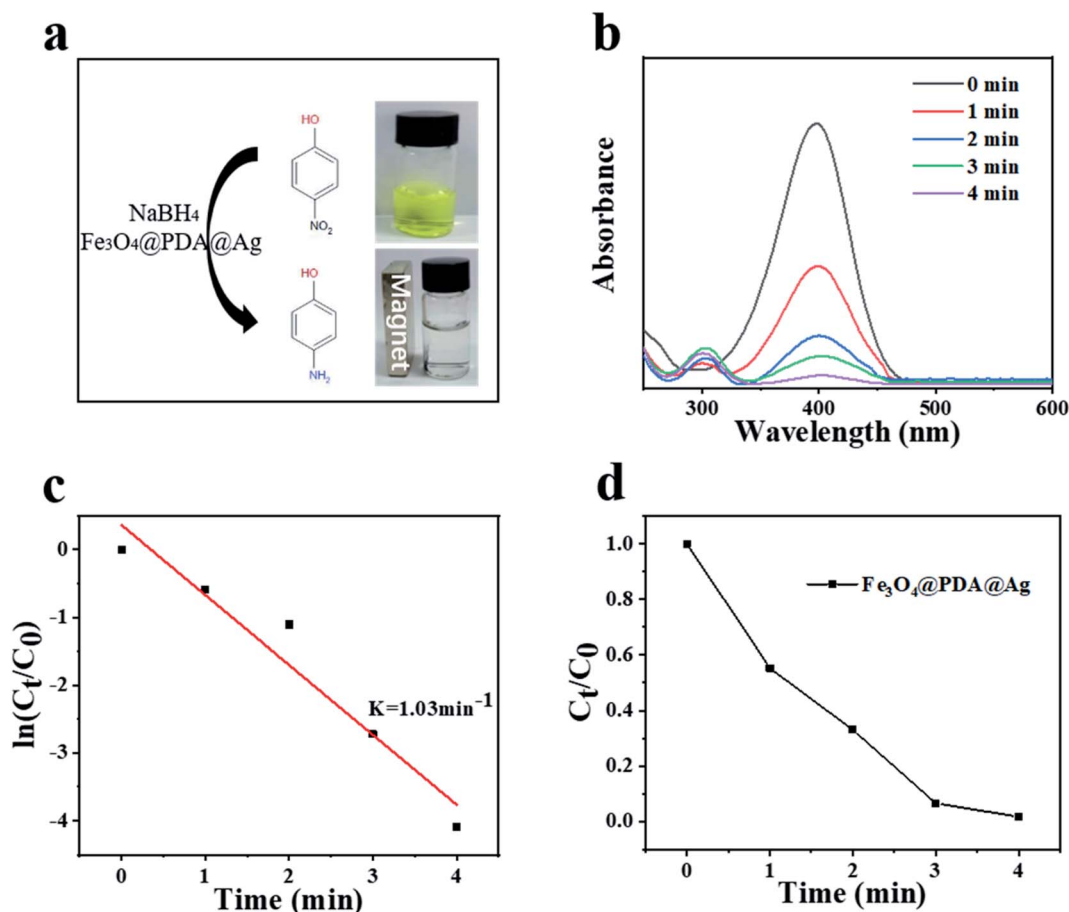 a
HO
NO₂
NaBH₄
Fe₃O₄@PDA@Ag
HO
NH₂
Magnet
b
Absorbance
0 min
1 min
2 min
3 min
4 min
300
400
500
600
Wavelength (nm)
c
ln(Ct/C0)
0
-1
-2
-3
-4
K=1.03min⁻¹
0
1
2
3
4
Time (min)
d
Ct/C0
1.0
0.8
0.6
0.4
0.2
0.0
Fe₃O₄@PDA@Ag
0
1
2
3
4
Time (min)